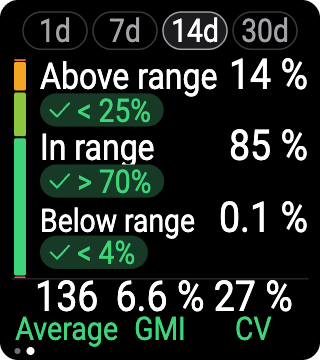 1d 7d 14d 30d
Above range 14 %
✓ < 25%
In range 85 %
✓ > 70%
Below range 0.1 %
✓ < 4%
136 6.6 % 27 %
Average GMI CV